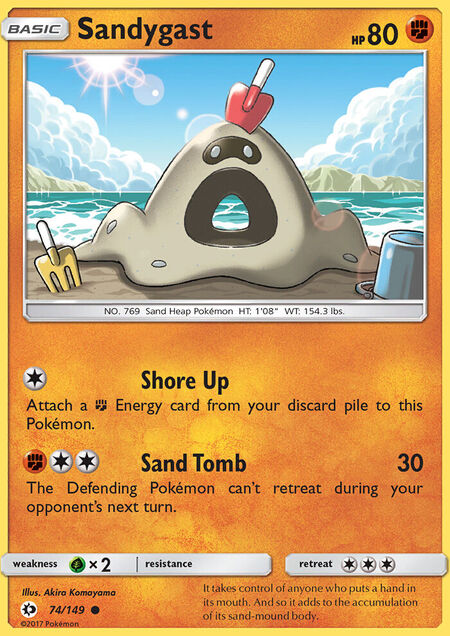 BASIC Sandygast HP 80
NO. 769 Sand Heap Pokémon HT: 1'08" WT: 154.3 lbs.
Shore Up
Attach a Energy card from your discard pile to this
Pokémon.
Sand Tomb 30
The Defending Pokémon can't retreat during your
opponent's next turn.
weakness ×2 resistance retreat
Illus. Akira Komayama
74/149
©2017 Pokémon
It takes control of anyone who puts a hand in
its mouth. And so it adds to the accumulation
of its sand-mound body.